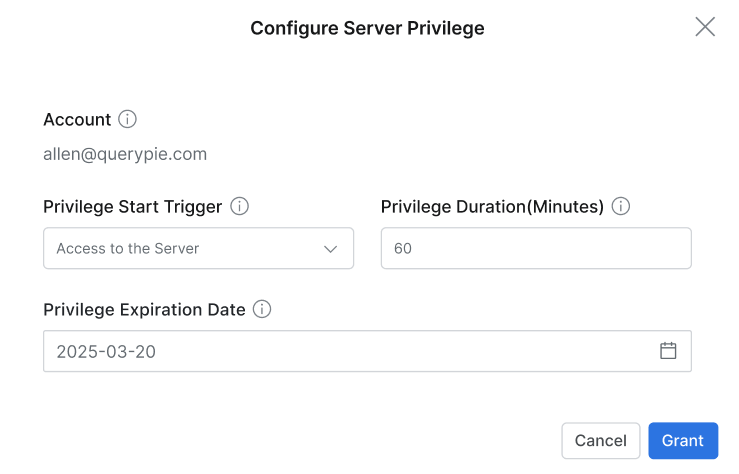 Configure Server Privilege
Account
allen@querypie.com
Privilege Start Trigger
Privilege Duration(Minutes)
Access to the Server
60
Privilege Expiration Date
2025-03-20
Cancel
Grant